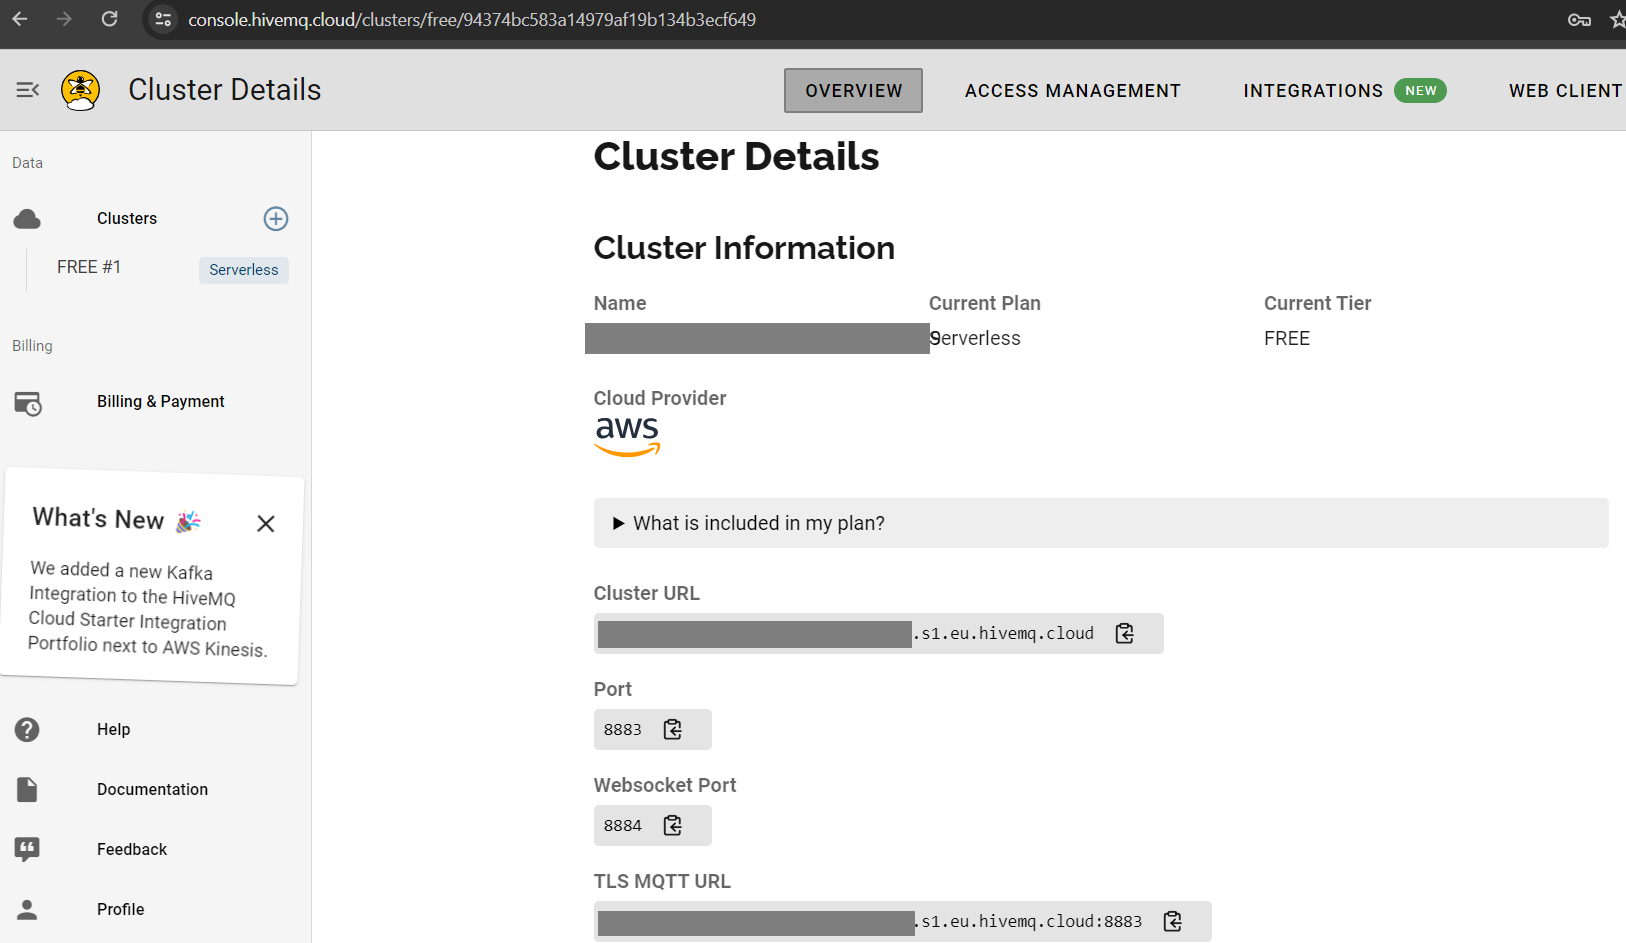 console.hivemq.cloud/clusters/free/94374bc583a14979af19b134b3ecf649
Cluster Details
OVERVIEW
ACCESS MANAGEMENT
INTEGRATIONS NEW
WEB CLIENT
Data
Clusters
FREE #1 Serverless
Billing
Billing & Payment
What's New 🎉
We added a new Kafka
Integration to the HiveMQ
Cloud Starter Integration
Portfolio next to AWS Kinesis.
Help
Documentation
Feedback
Profile
Cluster Details
Cluster Information
Name
Current Plan
Serverless
Current Tier
FREE
Cloud Provider
aws
What is included in my plan?
Cluster URL
.s1.eu.hivemq.cloud
Port
8883
Websocket Port
8884
TLS MQTT URL
.s1.eu.hivemq.cloud:8883